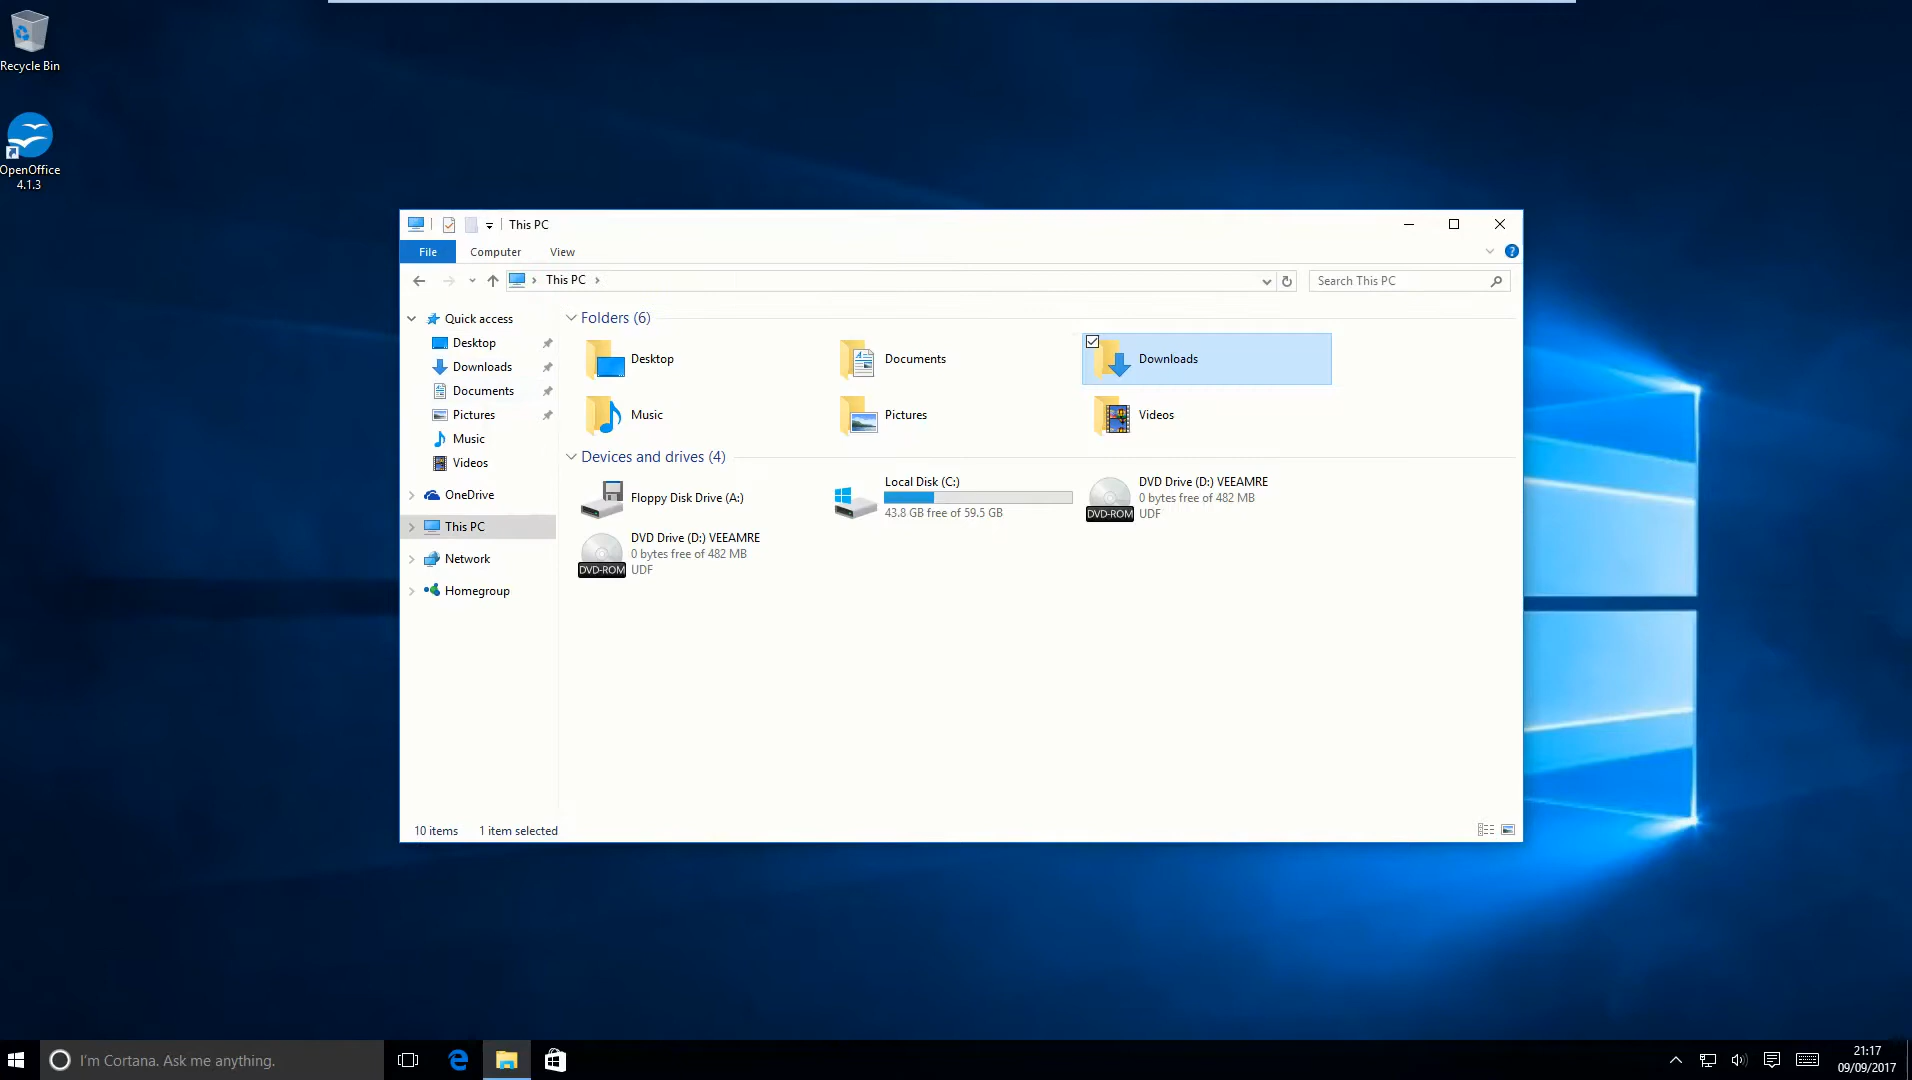 Recycle Bin
OpenOffice
4.1.3
This PC
File
Computer
View
?
This PC
Search This PC
Quick access
Desktop
Downloads
Documents
Pictures
Music
Videos
OneDrive
This PC
Network
Homegroup
Folders (6)
Desktop
Documents
Downloads
Music
Pictures
Videos
Devices and drives (4)
Floppy Disk Drive (A:)
Local Disk (C:)
43.8 GB free of 59.5 GB
DVD-ROM
DVD Drive (D:) VEEAMRE
0 bytes free of 482 MB
UDF
DVD-ROM
DVD Drive (D:) VEEAMRE
0 bytes free of 482 MB
UDF
10 items
1 item selected
I'm Cortana. Ask me anything.
21:17
09/09/2017